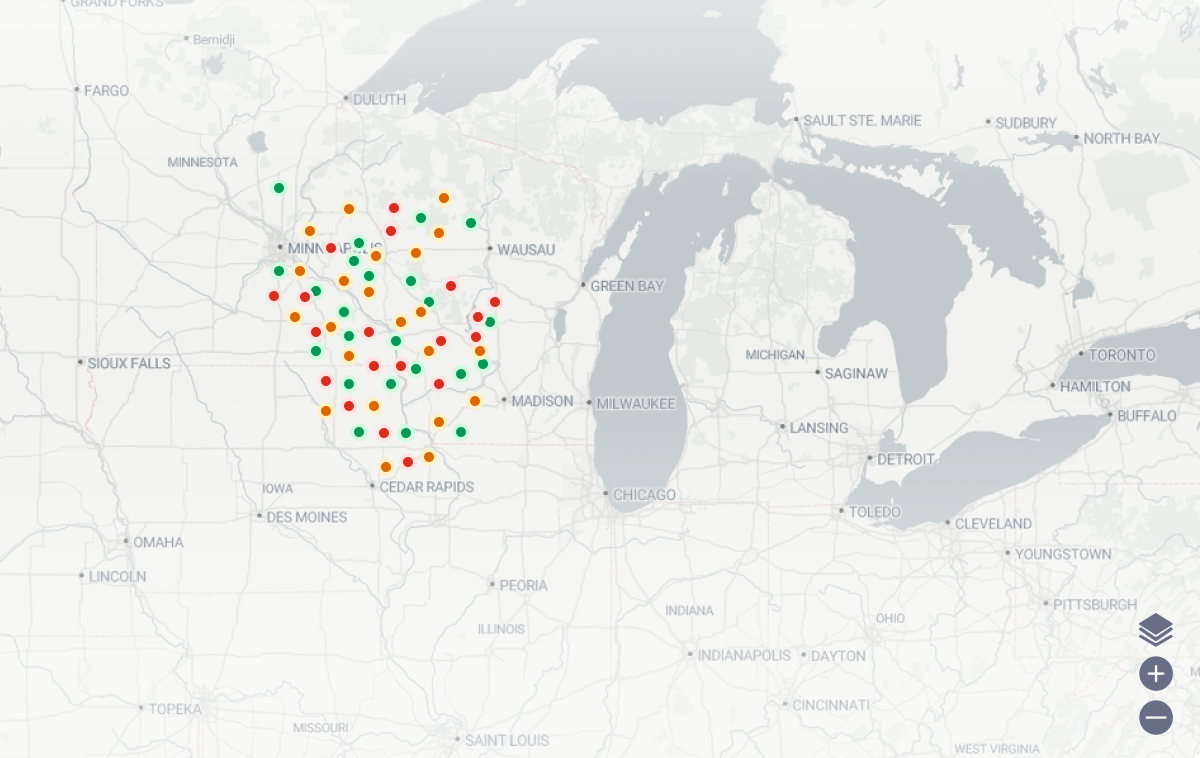 GRAND FORKS
Bemidji
FARGO
DULUTH
SAULT STE. MARIE
SUDBURY
NORTH BAY
MINNESOTA
MINNEAPOLIS
WAUSAU
GREEN BAY
SIOUX FALLS
MICHIGAN
SAGINAW
TORONTO
HAMILTON
BUFFALO
MADISON
MILWAUKEE
LANSING
DETROIT
IOWA
CEDAR RAPIDS
CHICAGO
DES MOINES
TOLEDO
CLEVELAND
OMAHA
YOUNGSTOWN
LINCOLN
PEORIA
PITTSBURGH
INDIANA
OHIO
ILLINOIS
INDIANAPOLIS
DAYTON
M
TOPEKA
CINCINNATI
MISSOURI
SAINT LOUIS
WEST VIRGINIA